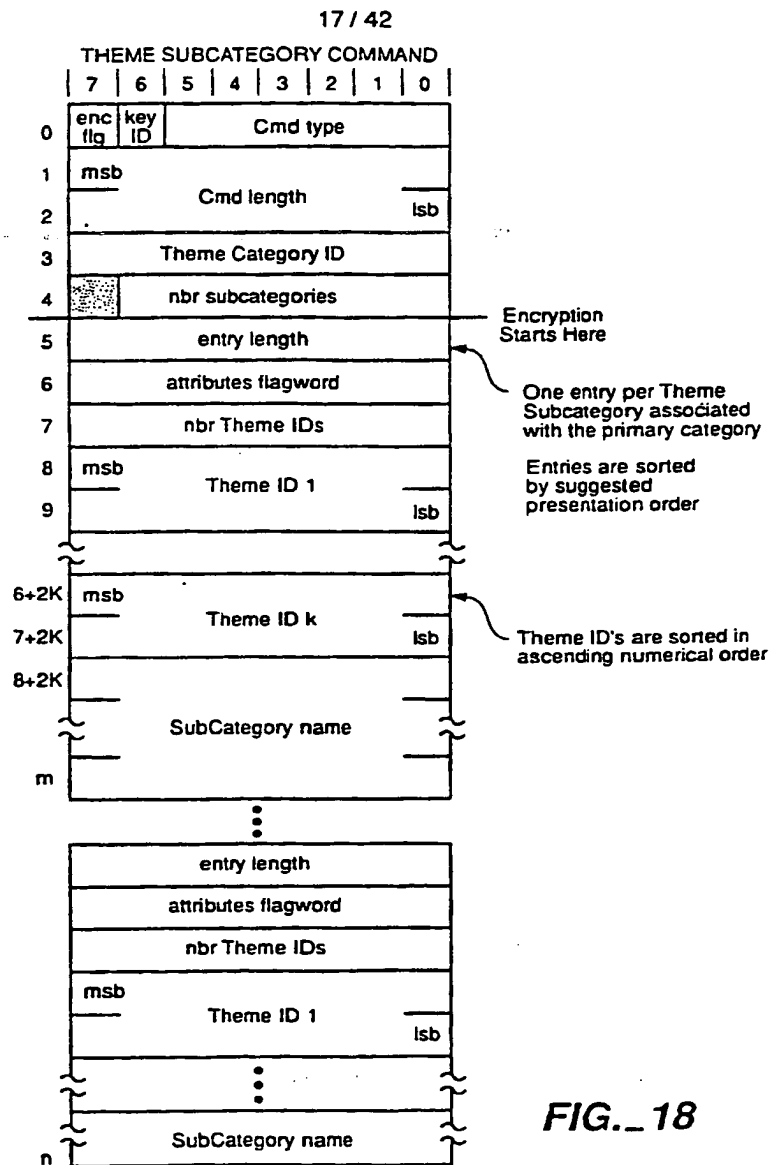 17 / 42
THEME SUBCATEGORY COMMAND
7 | 6 | 5 | 4 | 3 | 2 | 1 | 0
0 enc flg key ID Cmd type
1 msb
Cmd length
2 lsb
3 Theme Category ID
4 nbr subcategories
Encryption
Starts Here
5 entry length
6 attributes flagword
7 nbr Theme IDs
One entry per Theme
Subcategory associated
with the primary category
Entries are sorted
by suggested
presentation order
8 msb
Theme ID 1
9 lsb
6+2K msb
Theme ID k
7+2K lsb
Theme ID's are sorted in
ascending numerical order
8+2K
SubCategory name
m
entry length
attributes flagword
nbr Theme IDs
msb
Theme ID 1
lsb
SubCategory name
n
FIG._18